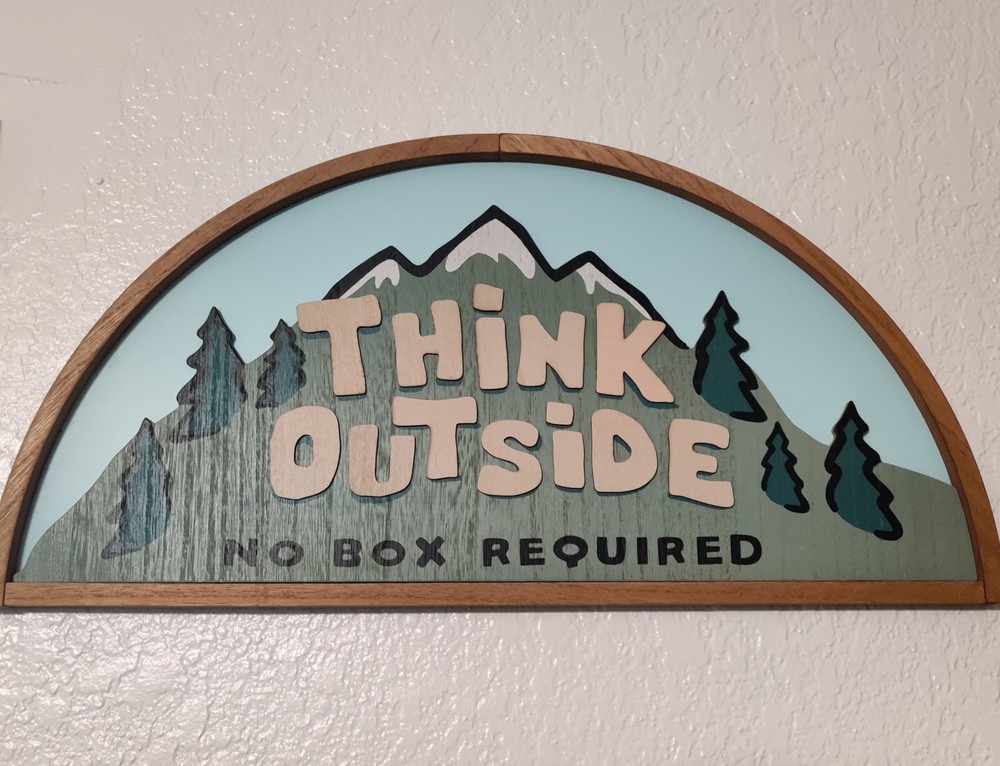 THiNK
OUTSiDE
NO BOX REQUIRED